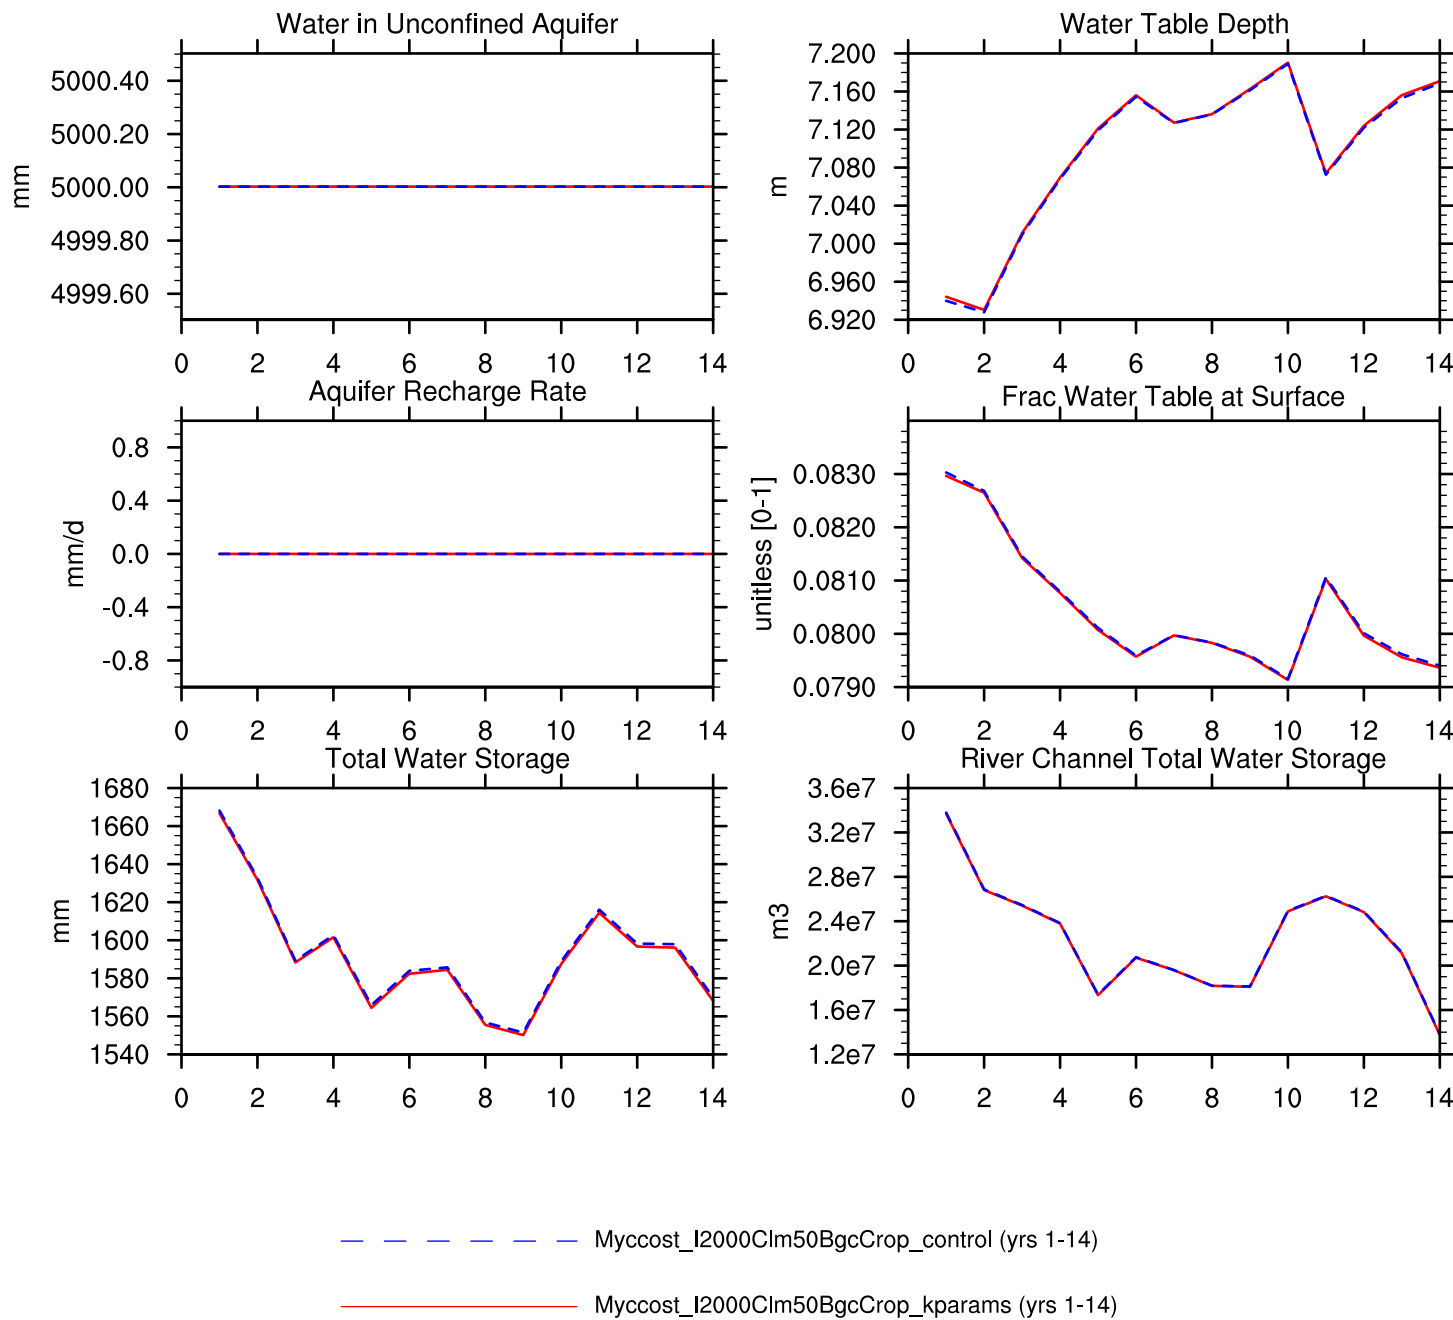 Water in Unconfined Aquifer
5000.40
5000.20
5000.00
4999.80
4999.60
mm
0 2 4 6 8 10 12 14
Water Table Depth
7.200
7.160
7.120
7.080
7.040
7.000
6.960
6.920
m
0 2 4 6 8 10 12 14
Aquifer Recharge Rate
0.8
0.4
0.0
-0.4
-0.8
mm/d
0 2 4 6 8 10 12 14
Frac Water Table at Surface
0.0830
0.0820
0.0810
0.0800
0.0790
unitless [0-1]
0 2 4 6 8 10 12 14
Total Water Storage
1680
1660
1640
1620
1600
1580
1560
1540
mm
0 2 4 6 8 10 12 14
River Channel Total Water Storage
3.6e7
3.2e7
2.8e7
2.4e7
2.0e7
1.6e7
1.2e7
m3
0 2 4 6 8 10 12 14
Myccost_I2000Clm50BgcCrop_control (yrs 1-14)
Myccost_I2000Clm50BgcCrop_kparams (yrs 1-14)